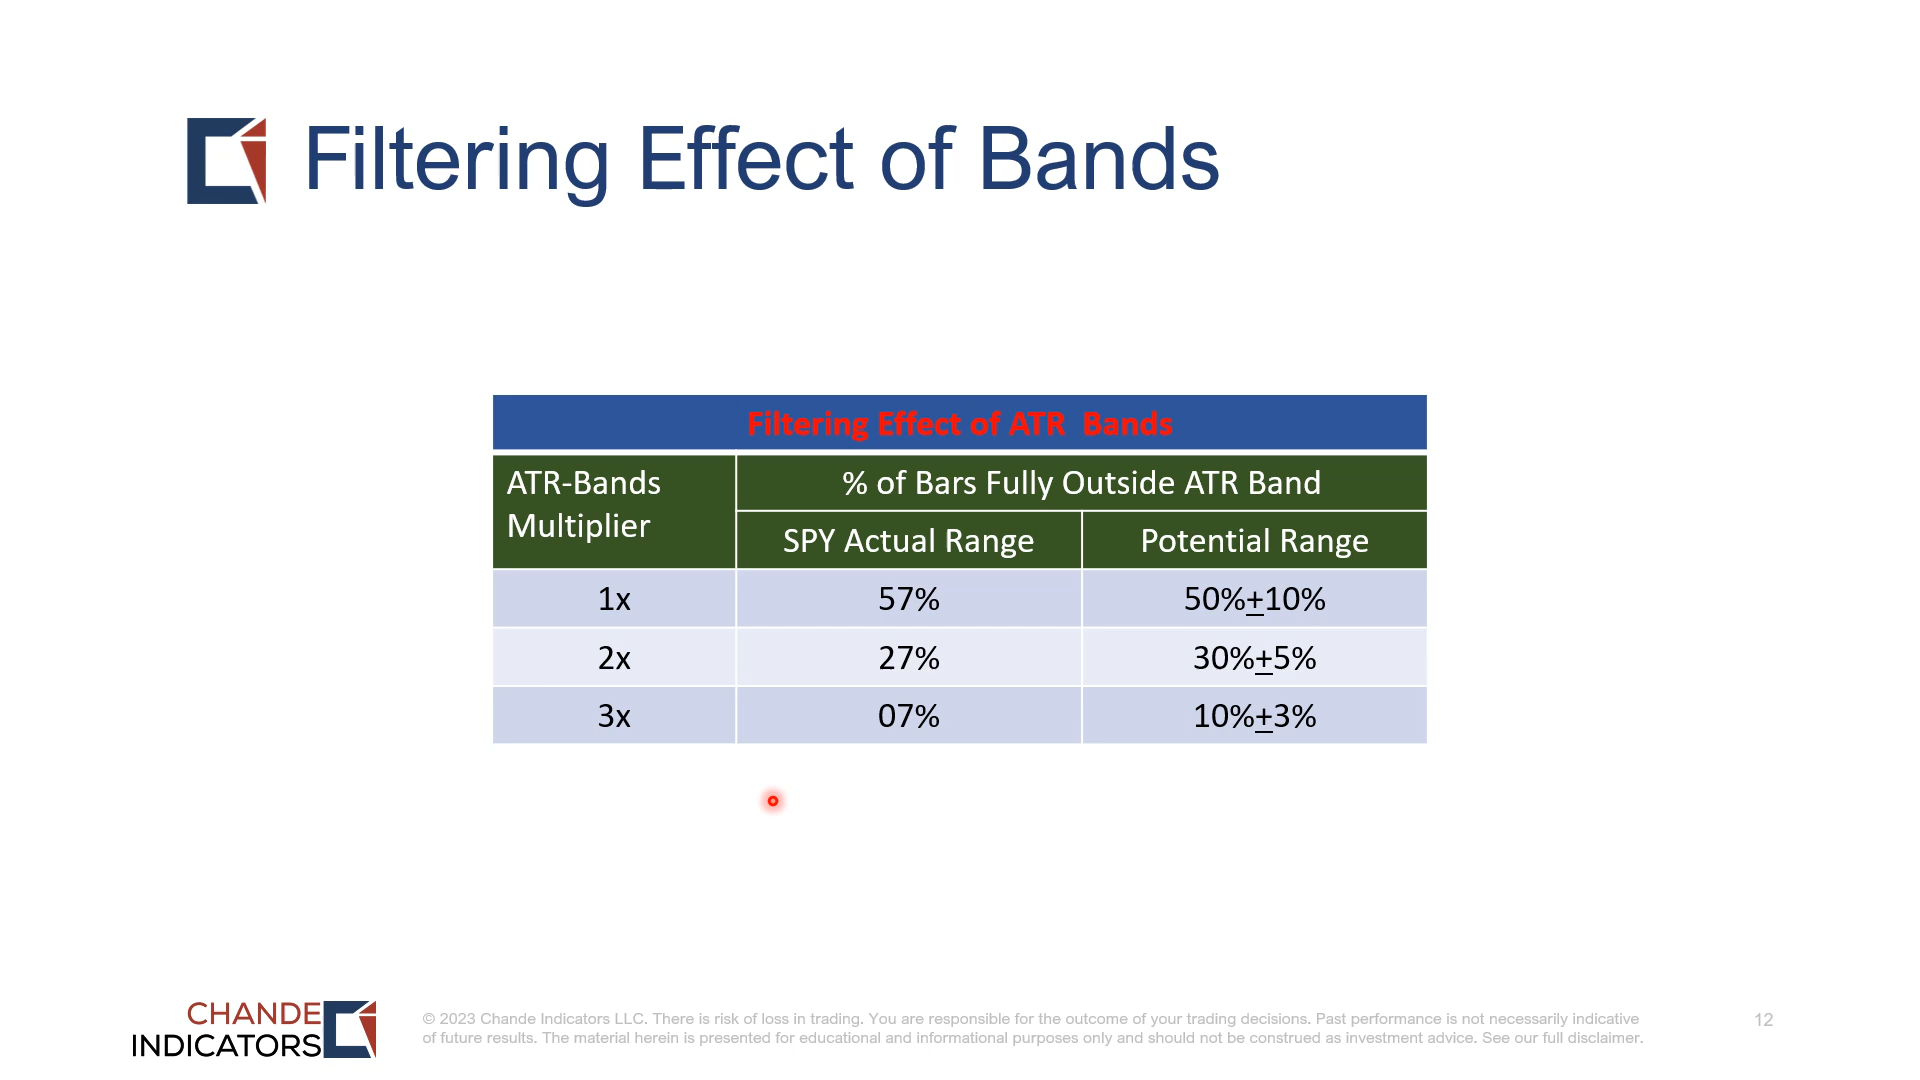 Filtering Effect of Bands
Filtering Effect of ATR Bands
ATR-Bands
Multiplier
% of Bars Fully Outside ATR Band
SPY Actual Range
Potential Range
1x
57%
50%±10%
2x
27%
30%±5%
3x
07%
10%±3%
CHANDE
INDICATORS
© 2023 Chande Indicators LLC. There is risk of loss in trading. You are responsible for the outcome of your trading decisions. Past performance is not necessarily indicative
of future results. The material herein is presented for educational and informational purposes only and should not be construed as investment advice. See our full disclaimer.
12